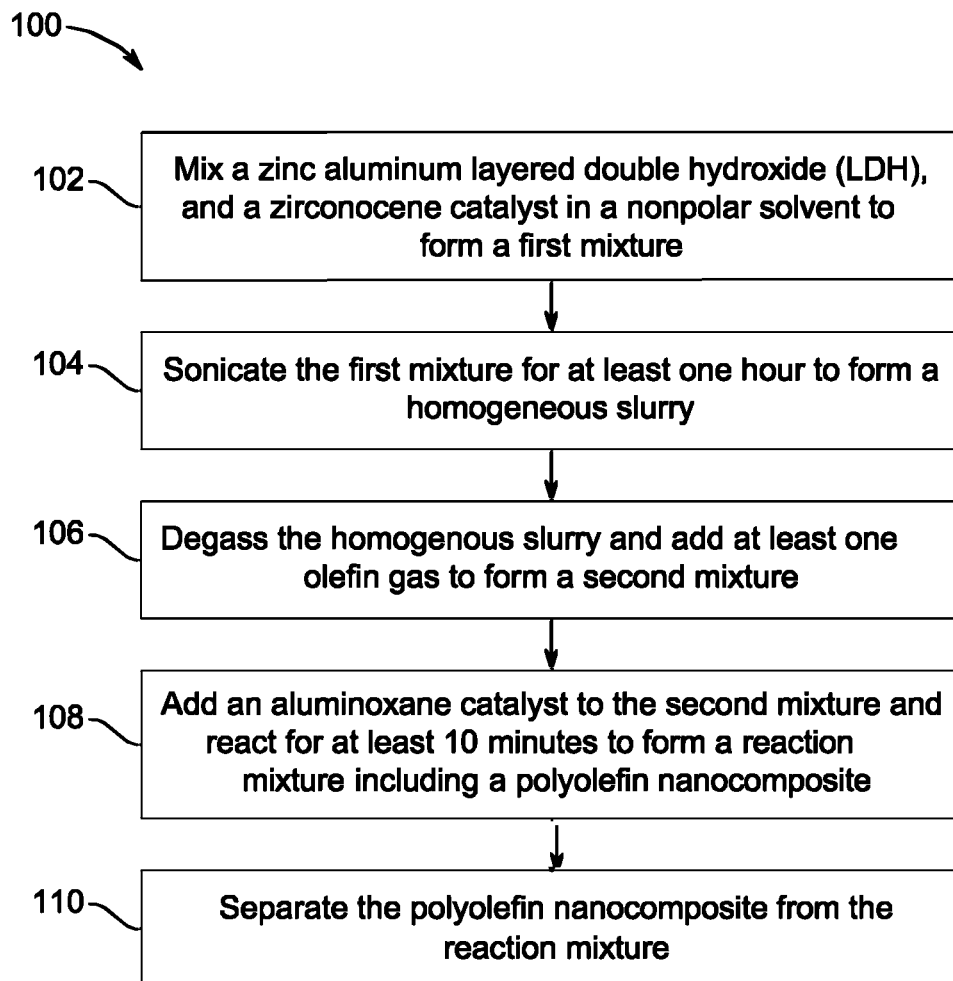 100
102
Mix a zinc aluminum layered double hydroxide (LDH),
and a zirconocene catalyst in a nonpolar solvent to
form a first mixture
104
Sonicate the first mixture for at least one hour to form a
homogeneous slurry
106
Degass the homogenous slurry and add at least one
olefin gas to form a second mixture
108
Add an aluminoxane catalyst to the second mixture and
react for at least 10 minutes to form a reaction
mixture including a polyolefin nanocomposite
110
Separate the polyolefin nanocomposite from the
reaction mixture